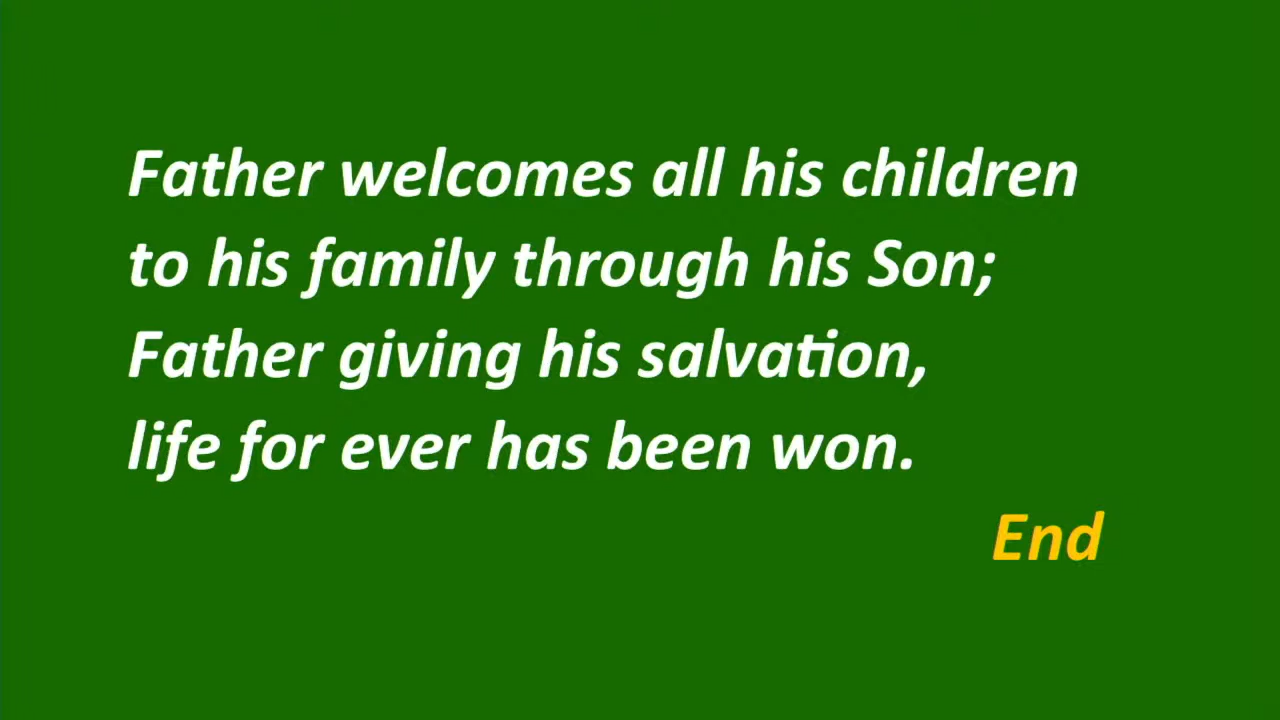 Father welcomes all his children
to his family through his Son;
Father giving his salvation,
life for ever has been won.
End